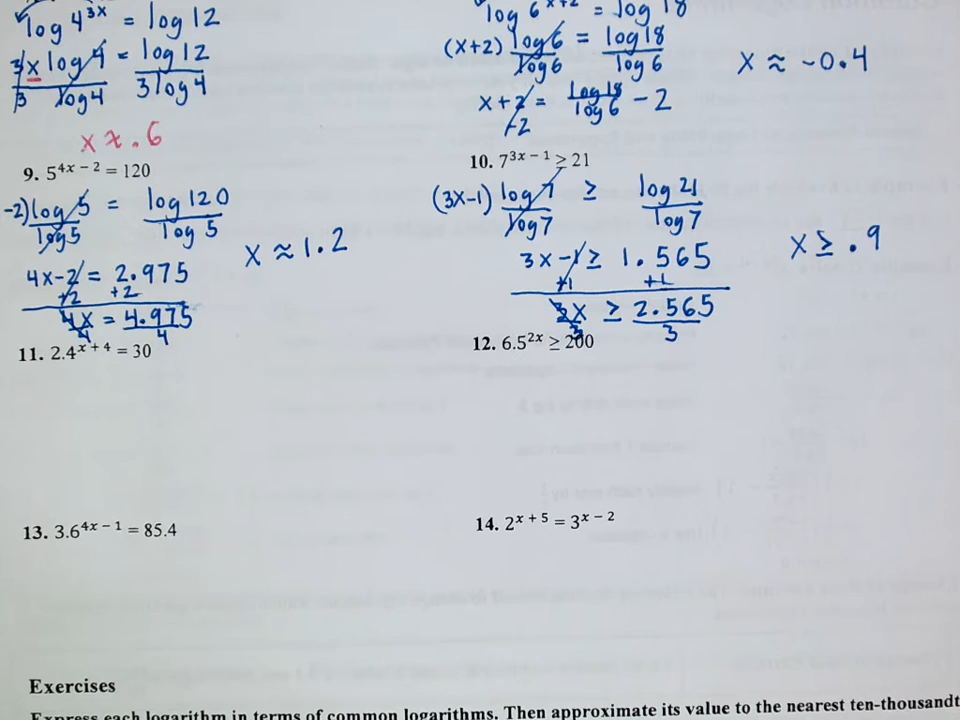 log 4^3x = log 12
3x log 4 = log 12
3 log 4 3 log 4
x ≈ .6
log 6^x+2 = log 18
(x+2) log 6 = log 18
log 6 log 6
x + 2 = log 18 / log 6 - 2
-2
x ≈ -0.4
9. 5^4x − 2 = 120
-2) log 5 = log 120
log 5 log 5
4x - 2 = 2.975
+2 +2
4x = 4.975
4 4
x ≈ 1.2
10. 7^3x − 1 ≥ 21
(3x-1) log 7 ≥ log 21
log 7 log 7
3x - 1 ≥ 1.565
+1 +1
3x ≥ 2.565
3 3
x ≥ .9
11. 2.4^x + 4 = 30
12. 6.5^2x ≥ 200
13. 3.6^4x − 1 = 85.4
14. 2^x + 5 = 3^x − 2
Exercises
Express each logarithm in terms of common logarithms. Then approximate its value to the nearest ten-thousandt